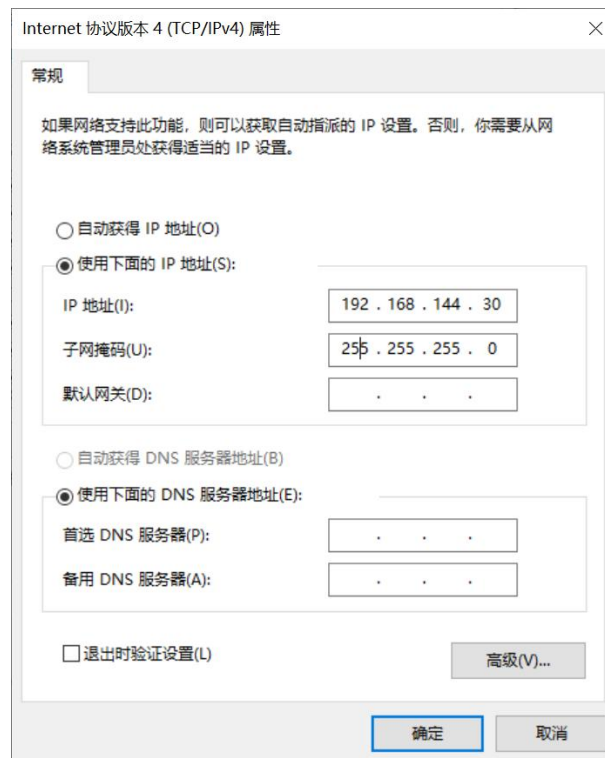 Internet 协议版本 4 (TCP/IPv4) 属性
常规
如果网络支持此功能，则可以获取自动指派的 IP 设置。否则，你需要从网
络系统管理员处获得适当的 IP 设置。
自动获得 IP 地址(O)
使用下面的 IP 地址(S):
IP 地址(I): 192 . 168 . 144 . 30
子网掩码(U): 255 . 255 . 255 . 0
默认网关(D): . . .
自动获得 DNS 服务器地址(B)
使用下面的 DNS 服务器地址(E):
首选 DNS 服务器(P): . . .
备用 DNS 服务器(A): . . .
退出时验证设置(L)
高级(V)...
确定 取消